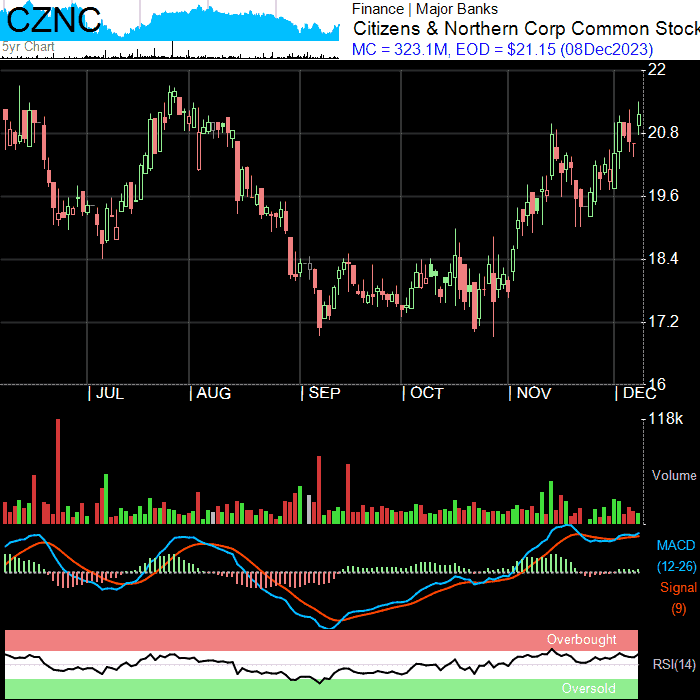 CZNC
5yr Chart
Finance | Major Banks
Citizens & Northern Corp Common Stock
MC = 323.1M, EOD = $21.15 (08Dec2023)
22
20.8
19.6
18.4
17.2
16
JUL
AUG
SEP
OCT
NOV
DEC
118k
Volume
MACD
(12-26)
Signal
(9)
Overbought
RSI(14)
Oversold